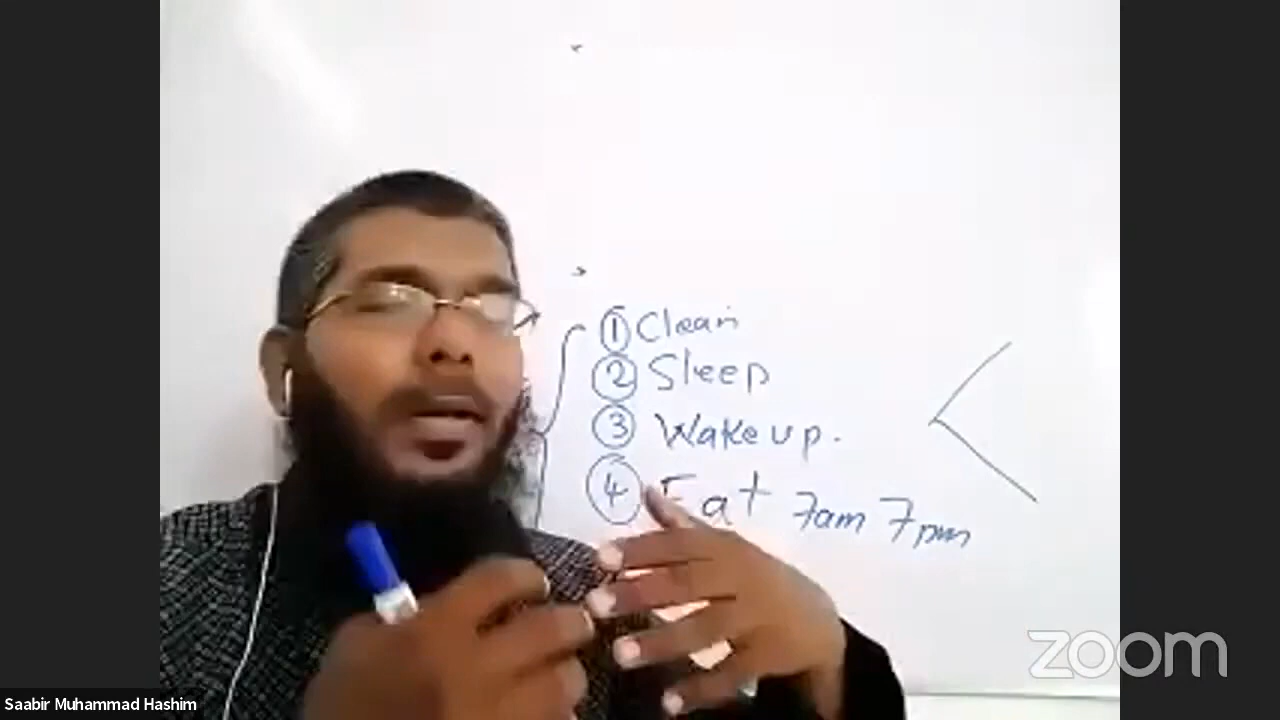 ① Clean
② Sleep
③ Wake up.
④ Eat 7am 7pm
zoom
Saabir Muhammad Hashim